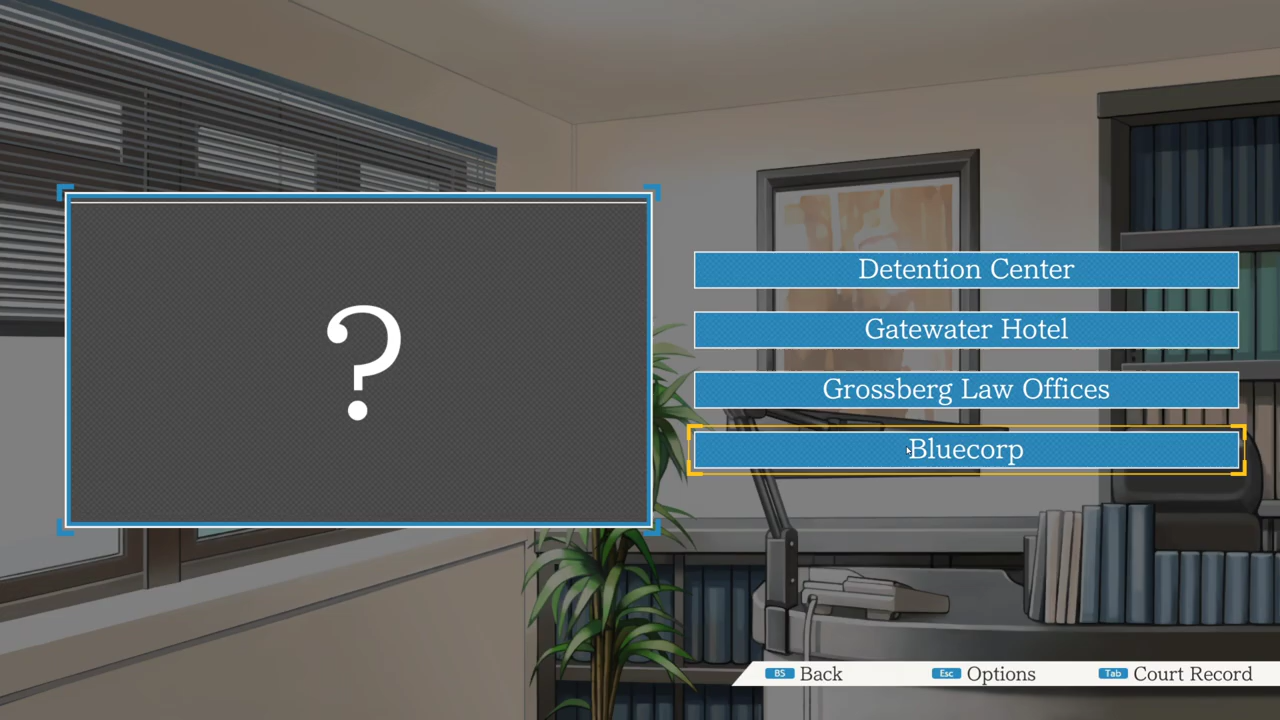 ?
Detention Center
Gatewater Hotel
Grossberg Law Offices
Bluecorp
BS Back Esc Options Tab Court Record